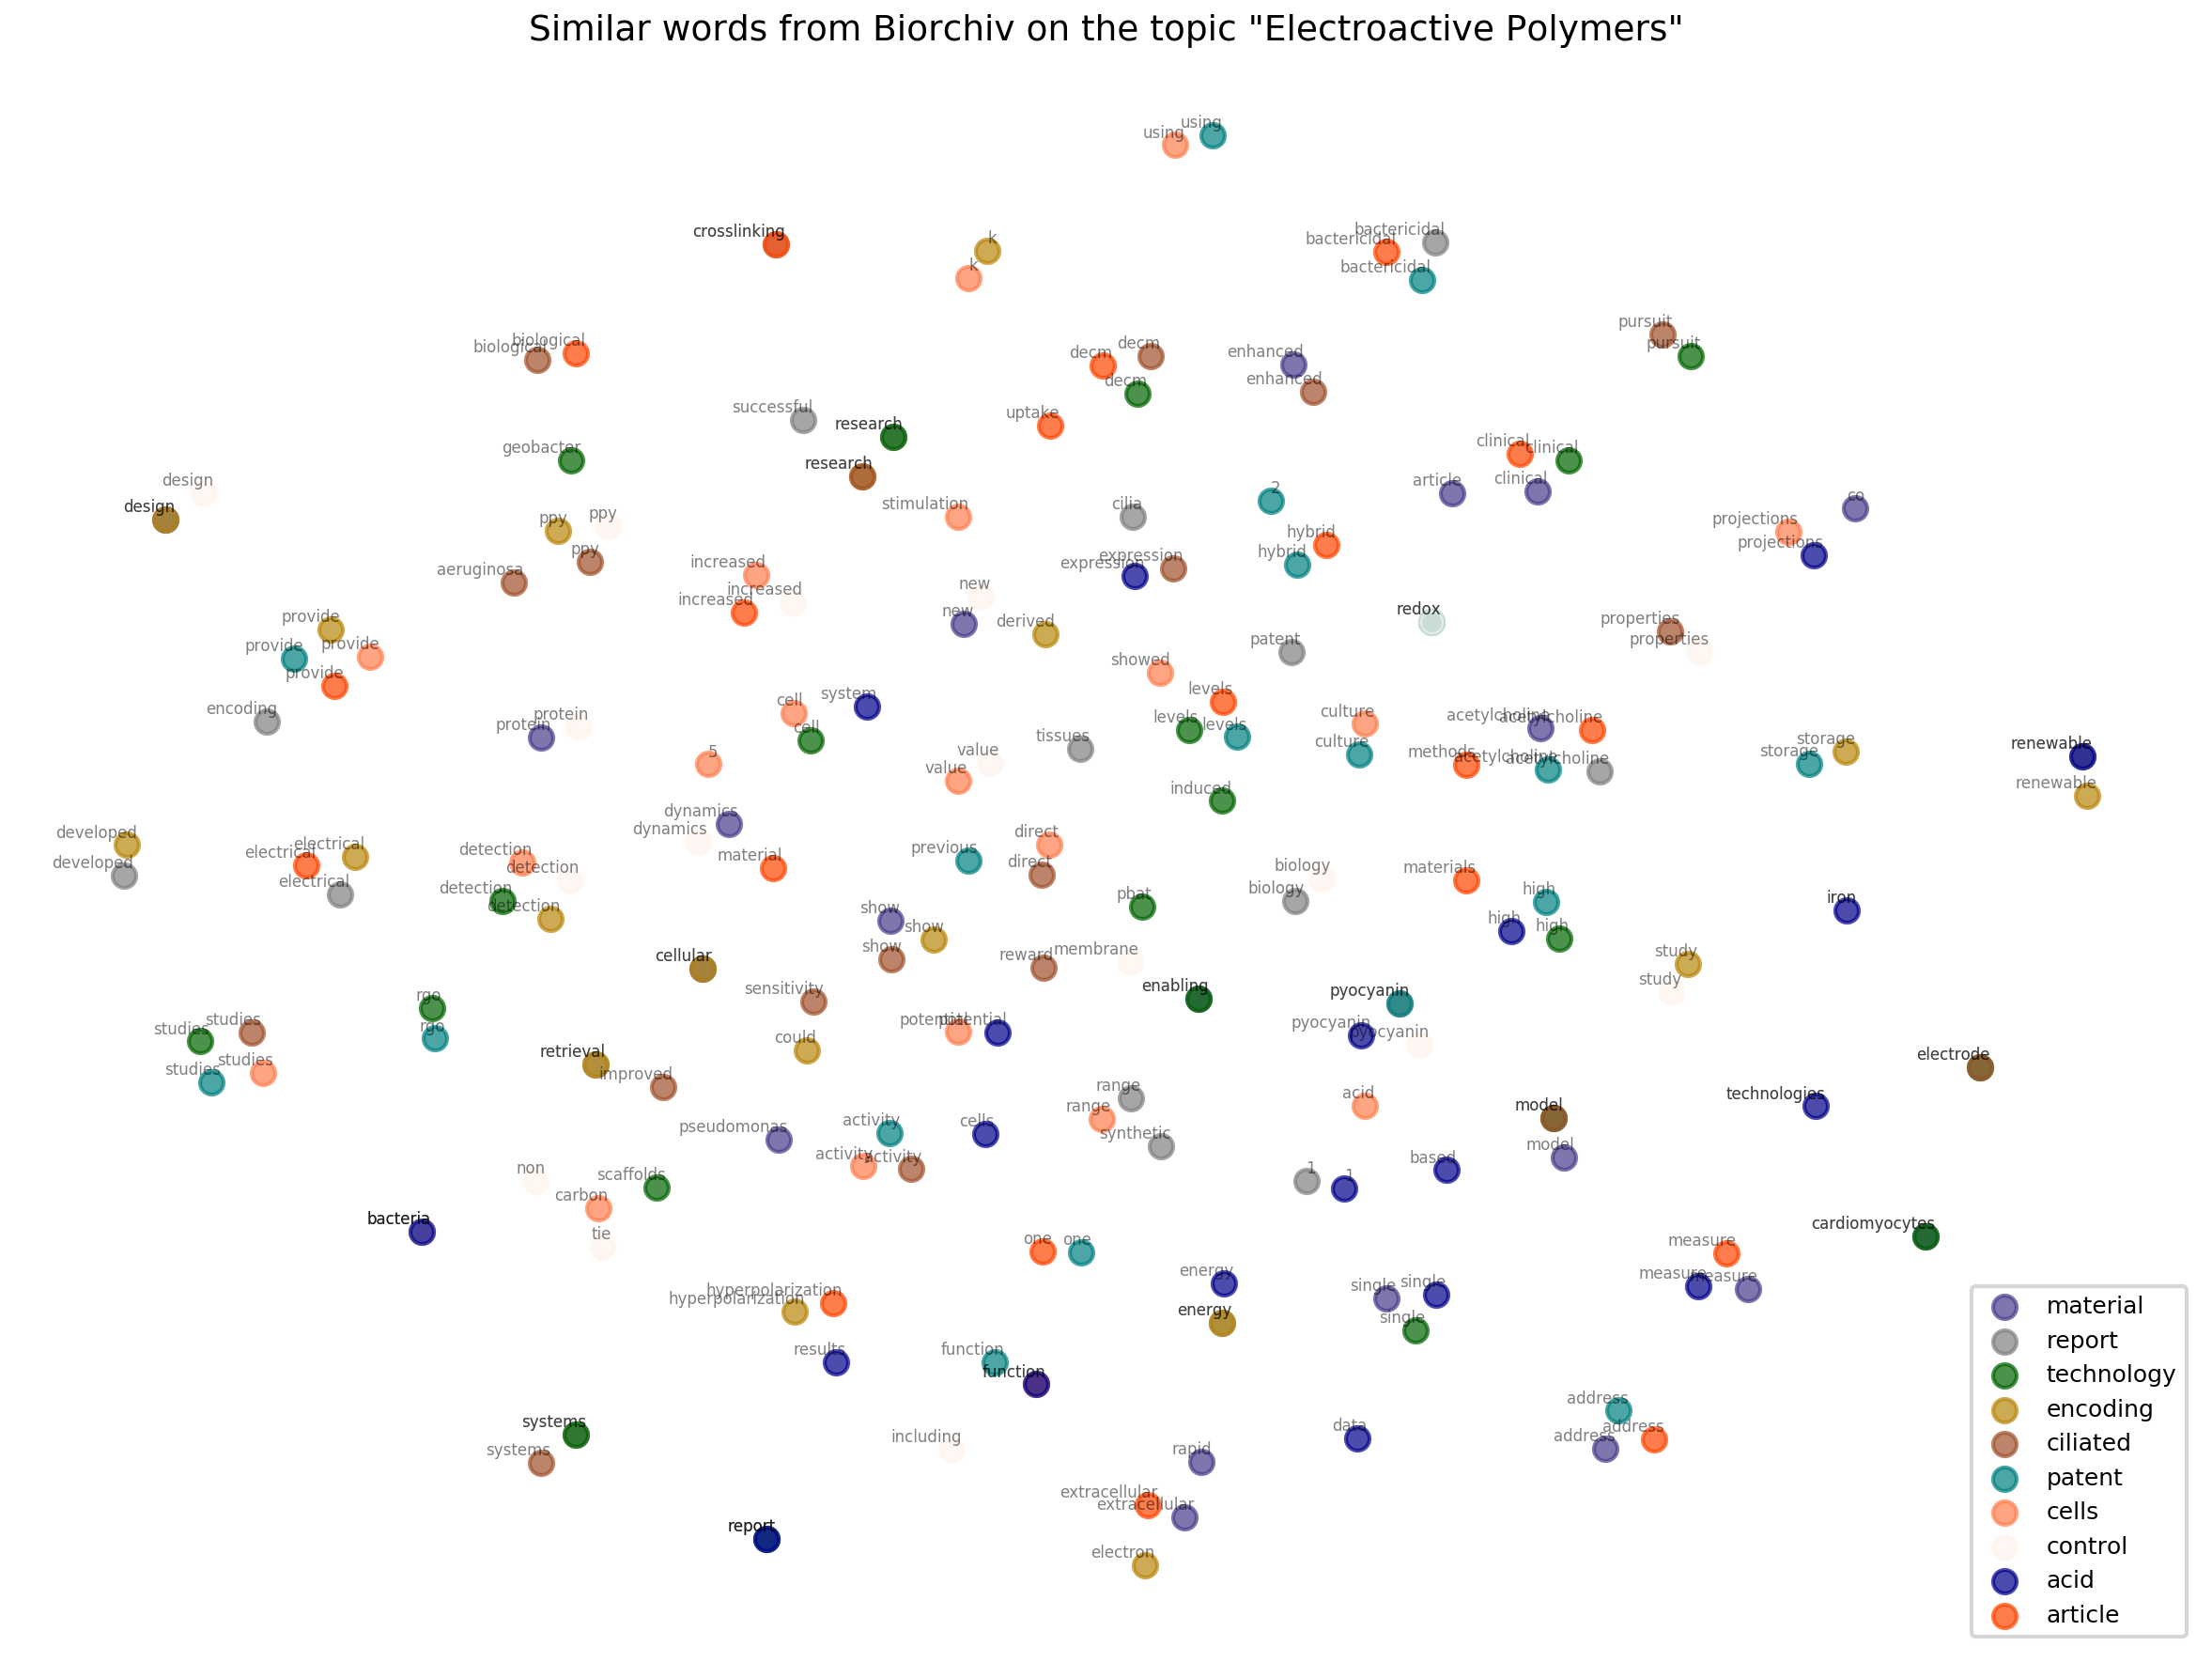 Similar words from Biorchiv on the topic "Electroactive Polymers"
using
using
crosslinking
k
k
bactericidal
bactericidal
bactericidal
pursuit
pursuit
biological
biological
decm
decm
decm
enhanced
enhanced
successful
research
research
uptake
geobacter
clinical
clinical
clinical
article
design
design
stimulation
cilia
2
co
projections
projections
ppy
ppy
ppy
hybrid
hybrid
aeruginosa
increased
increased
increased
expression
expression
new
new
derived
redox
provide
provide
provide
provide
patent
properties
properties
showed
encoding
protein
protein
cell
cell
system
levels
levels
levels
culture
culture
acetylcholine
acetylcholine
acetylcholine
acetylcholine
methods
storage
storage
renewable
renewable
5
value
value
tissues
induced
dynamics
dynamics
developed
developed
electrical
electrical
electrical
detection
detection
detection
detection
material
previous
direct
direct
biology
biology
materials
pbat
high
high
high
iron
show
show
show
cellular
reward
membrane
study
study
sensitivity
enabling
pyocyanin
pyocyanin
pyocyanin
rgo
rgo
studies
studies
studies
studies
potential
potential
could
retrieval
improved
electrode
technologies
range
range
synthetic
acid
model
model
pseudomonas
activity
activity
activity
cells
non
scaffolds
carbon
tie
bacteria
1
1
based
cardiomyocytes
one
one
measure
measure
measure
energy
energy
single
single
single
hyperpolarization
hyperpolarization
results
function
function
systems
systems
including
data
address
address
address
rapid
extracellular
extracellular
report
electron
material
report
technology
encoding
ciliated
patent
cells
control
acid
article